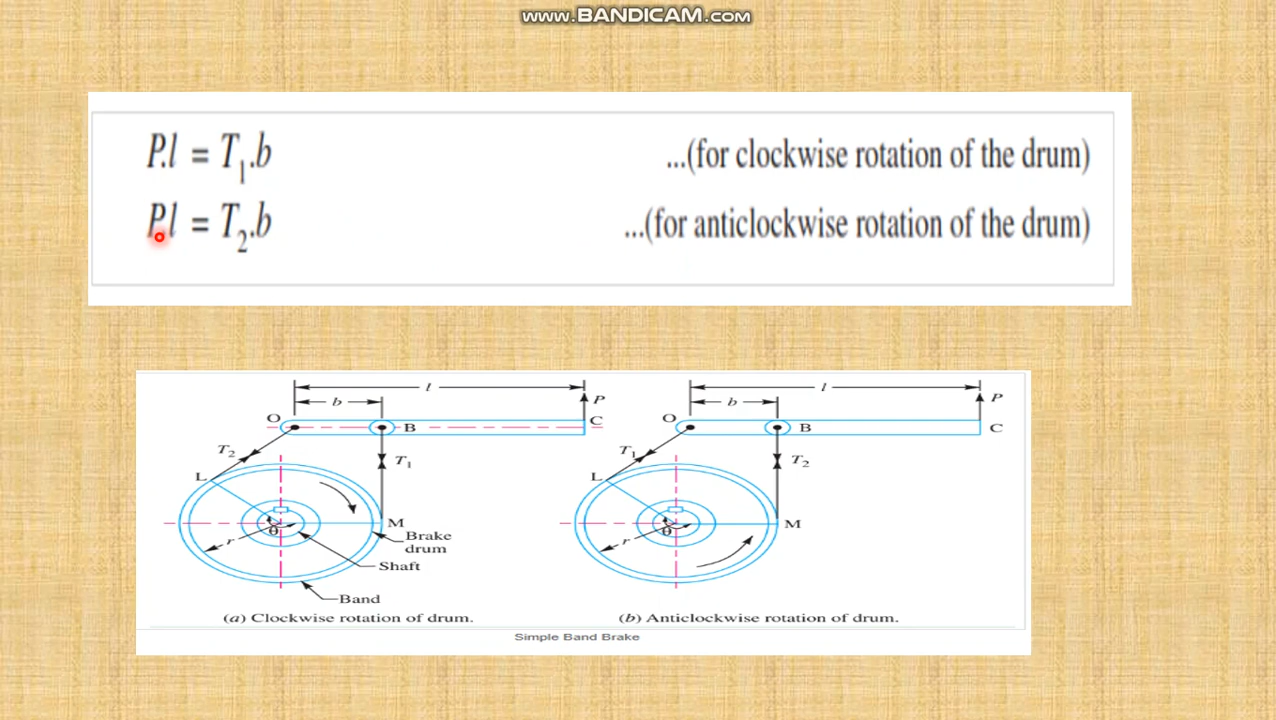 www.BANDICAM.com
P.l = T₁.b ...(for clockwise rotation of the drum)
P.l = T₂.b ...(for anticlockwise rotation of the drum)
l
b
P
O
B
C
T₂
T₁
L
M
θ
r
Brake
drum
Shaft
Band
(a) Clockwise rotation of drum.
l
b
P
O
B
C
T₁
T₂
L
M
θ
r
(b) Anticlockwise rotation of drum.
Simple Band Brake